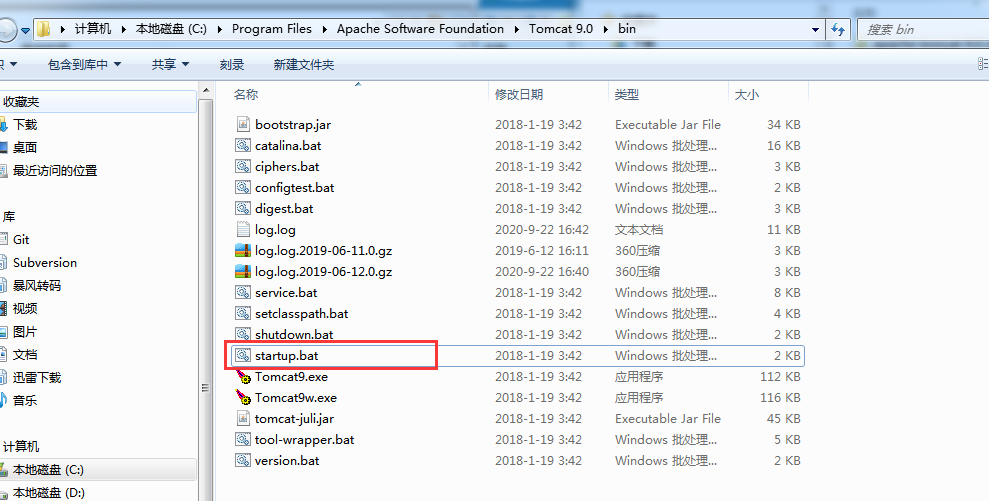 计算机 本地磁盘 (C:) Program Files Apache Software Foundation Tomcat 9.0 bin 搜索 bin
包含到库中 共享 刻录 新建文件夹
收藏夹
下载
桌面
最近访问的位置
库
Git
Subversion
暴风转码
视频
图片
文档
迅雷下载
音乐
计算机
本地磁盘 (C:)
本地磁盘 (D:)
名称 修改日期 类型 大小
bootstrap.jar 2018-1-19 3:42 Executable Jar File 34 KB
catalina.bat 2018-1-19 3:42 Windows 批处理... 16 KB
ciphers.bat 2018-1-19 3:42 Windows 批处理... 3 KB
configtest.bat 2018-1-19 3:42 Windows 批处理... 3 KB
digest.bat 2018-1-19 3:42 Windows 批处理... 3 KB
log.log 2020-9-22 16:42 文本文档 11 KB
log.log.2019-06-11.0.gz 2019-6-12 16:11 360压缩 3 KB
log.log.2019-06-12.0.gz 2020-9-22 16:40 360压缩 3 KB
service.bat 2018-1-19 3:42 Windows 批处理... 8 KB
setclasspath.bat 2018-1-19 3:42 Windows 批处理... 4 KB
shutdown.bat 2018-1-19 3:42 Windows 批处理... 2 KB
startup.bat 2018-1-19 3:42 Windows 批处理... 2 KB
Tomcat9.exe 2018-1-19 3:42 应用程序 112 KB
Tomcat9w.exe 2018-1-19 3:42 应用程序 116 KB
tomcat-juli.jar 2018-1-19 3:42 Executable Jar File 45 KB
tool-wrapper.bat 2018-1-19 3:42 Windows 批处理... 5 KB
version.bat 2018-1-19 3:42 Windows 批处理... 2 KB